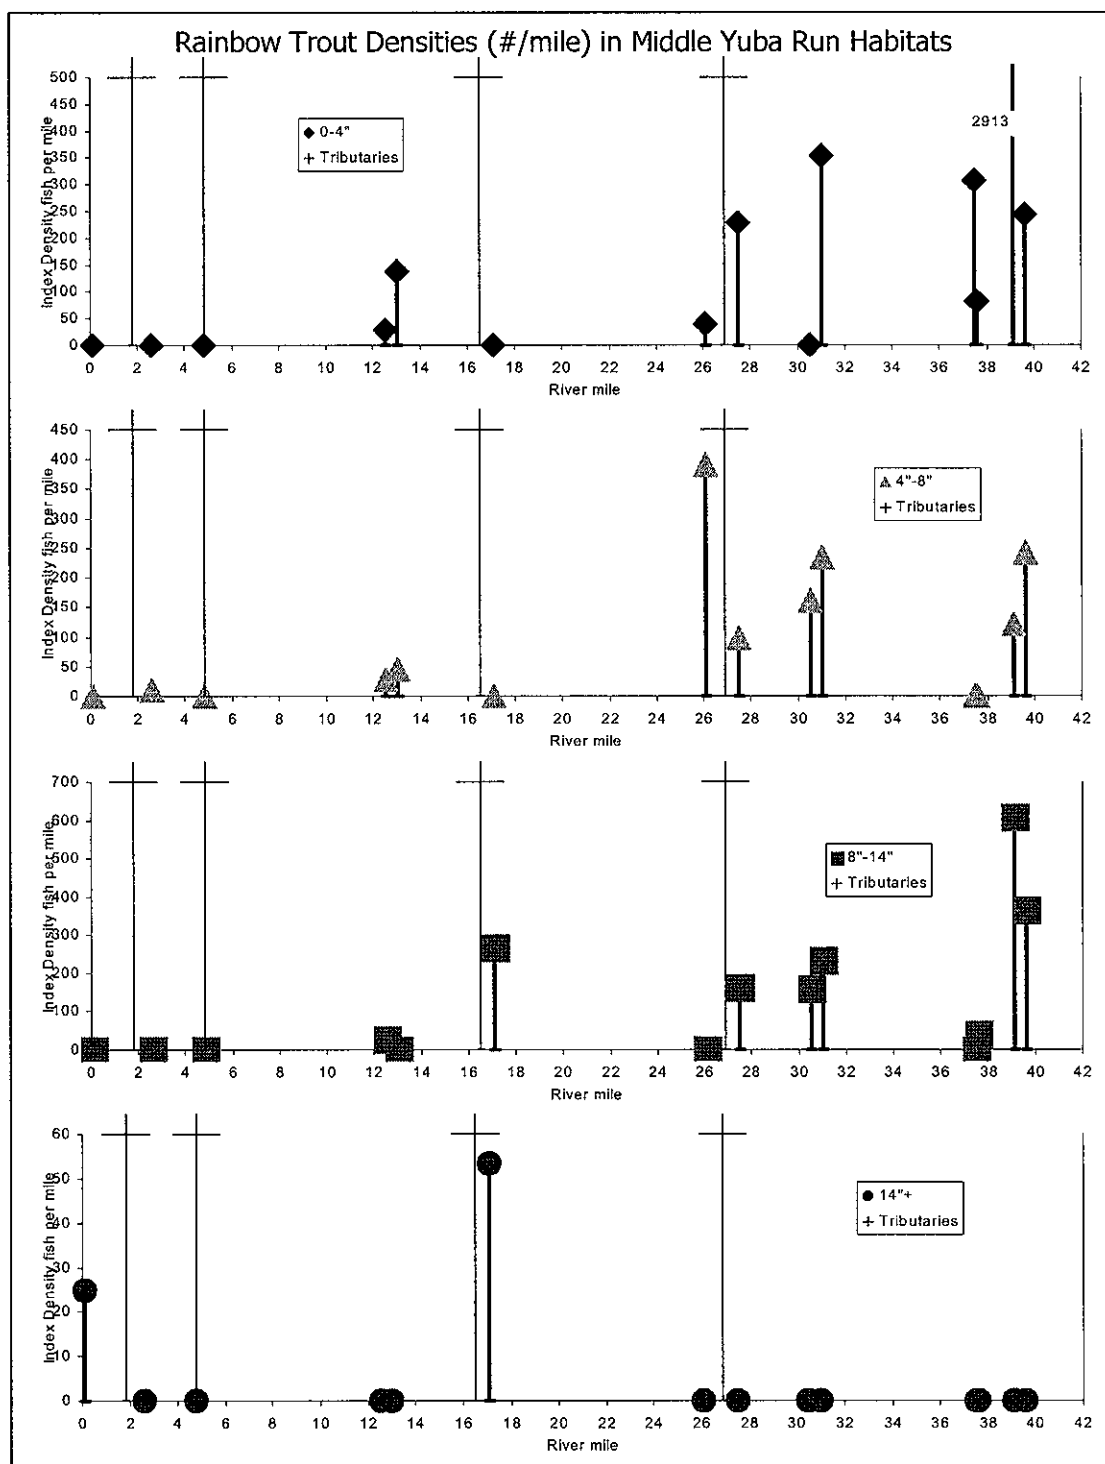 Rainbow Trout Densities (#/mile) in Middle Yuba Run Habitats
Index Density fish per mile
500
450
400
350
300
250
200
150
100
50
0
0-4"
Tributaries
2913
0 2 4 6 8 10 12 14 16 18 20 22 24 26 28 30 32 34 36 38 40 42
River mile
Index Density fish per mile
450
400
350
300
250
200
150
100
50
0
4"-8"
Tributaries
0 2 4 6 8 10 12 14 16 18 20 22 24 26 28 30 32 34 36 38 40 42
River mile
Index Density fish per mile
700
600
500
400
300
200
100
0
8"-14"
Tributaries
0 2 4 6 8 10 12 14 16 18 20 22 24 26 28 30 32 34 36 38 40 42
River mile
Index Density fish per mile
60
50
40
30
20
10
0
14"+
Tributaries
0 2 4 6 8 10 12 14 16 18 20 22 24 26 28 30 32 34 36 38 40 42
River mile